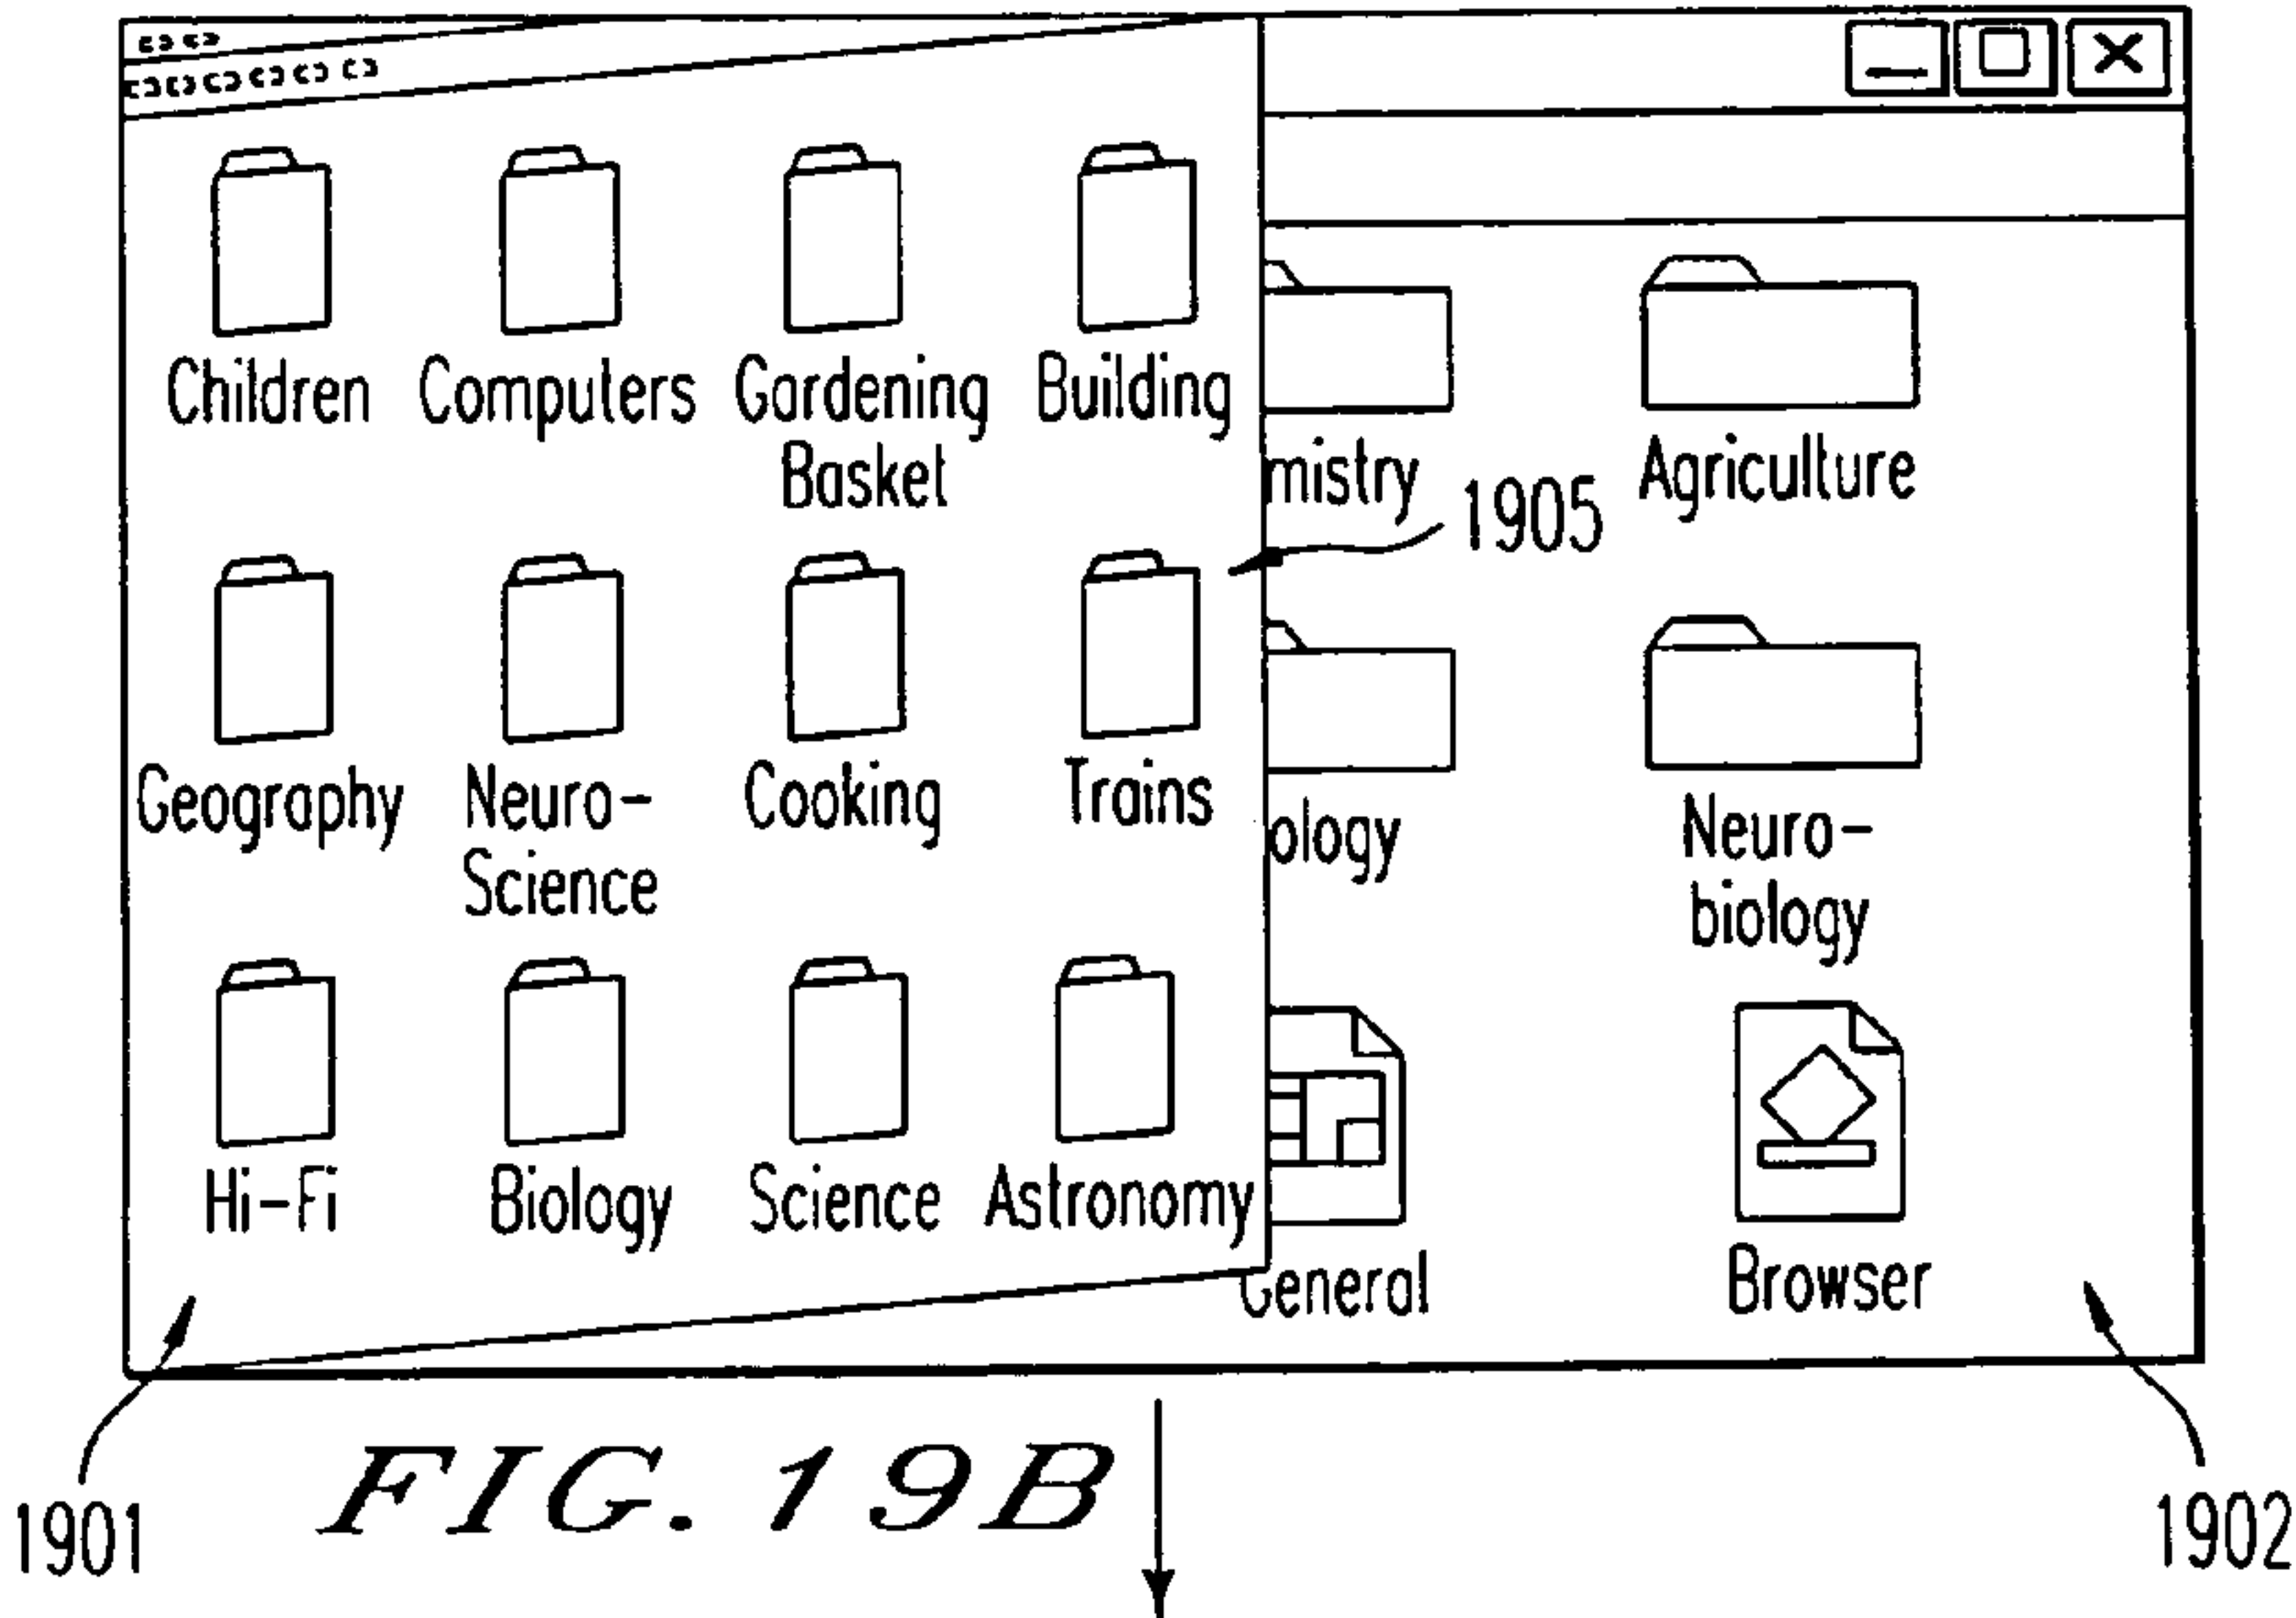 Children Computers Gardening Building
Basket
mistry
Agriculture
1905
Geography Neuro- Cooking Trains
Science
ology
Neuro-
biology
Hi-Fi Biology Science Astronomy
General
Browser
1901
FIG. 19B
1902